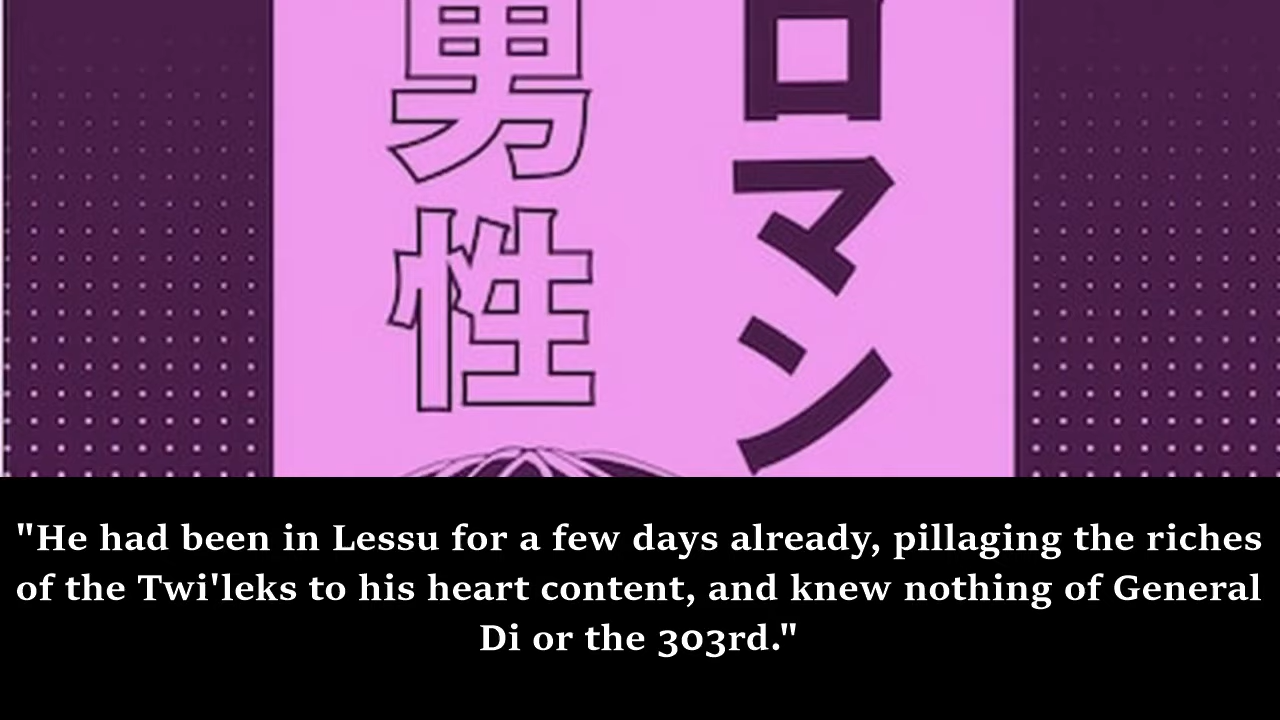 ロマン
男性
"He had been in Lessu for a few days already, pillaging the riches
of the Twi'leks to his heart content, and knew nothing of General
Di or the 303rd."